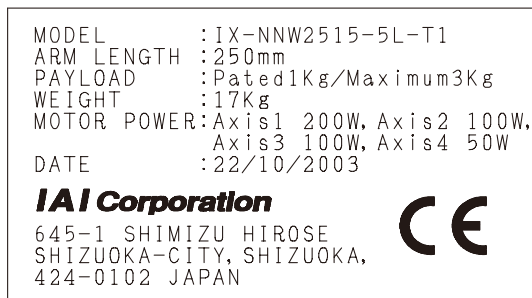 MODEL :IX-NNW2515-5L-T1
ARM LENGTH :250mm
PAYLOAD :Pated1Kg/Maximum3Kg
WEIGHT :17Kg
MOTOR POWER:Axis1 200W, Axis2 100W,
Axis3 100W, Axis4 50W
DATE :22/10/2003
IAI Corporation
CE
645-1 SHIMIZU HIROSE
SHIZUOKA-CITY, SHIZUOKA,
424-0102 JAPAN